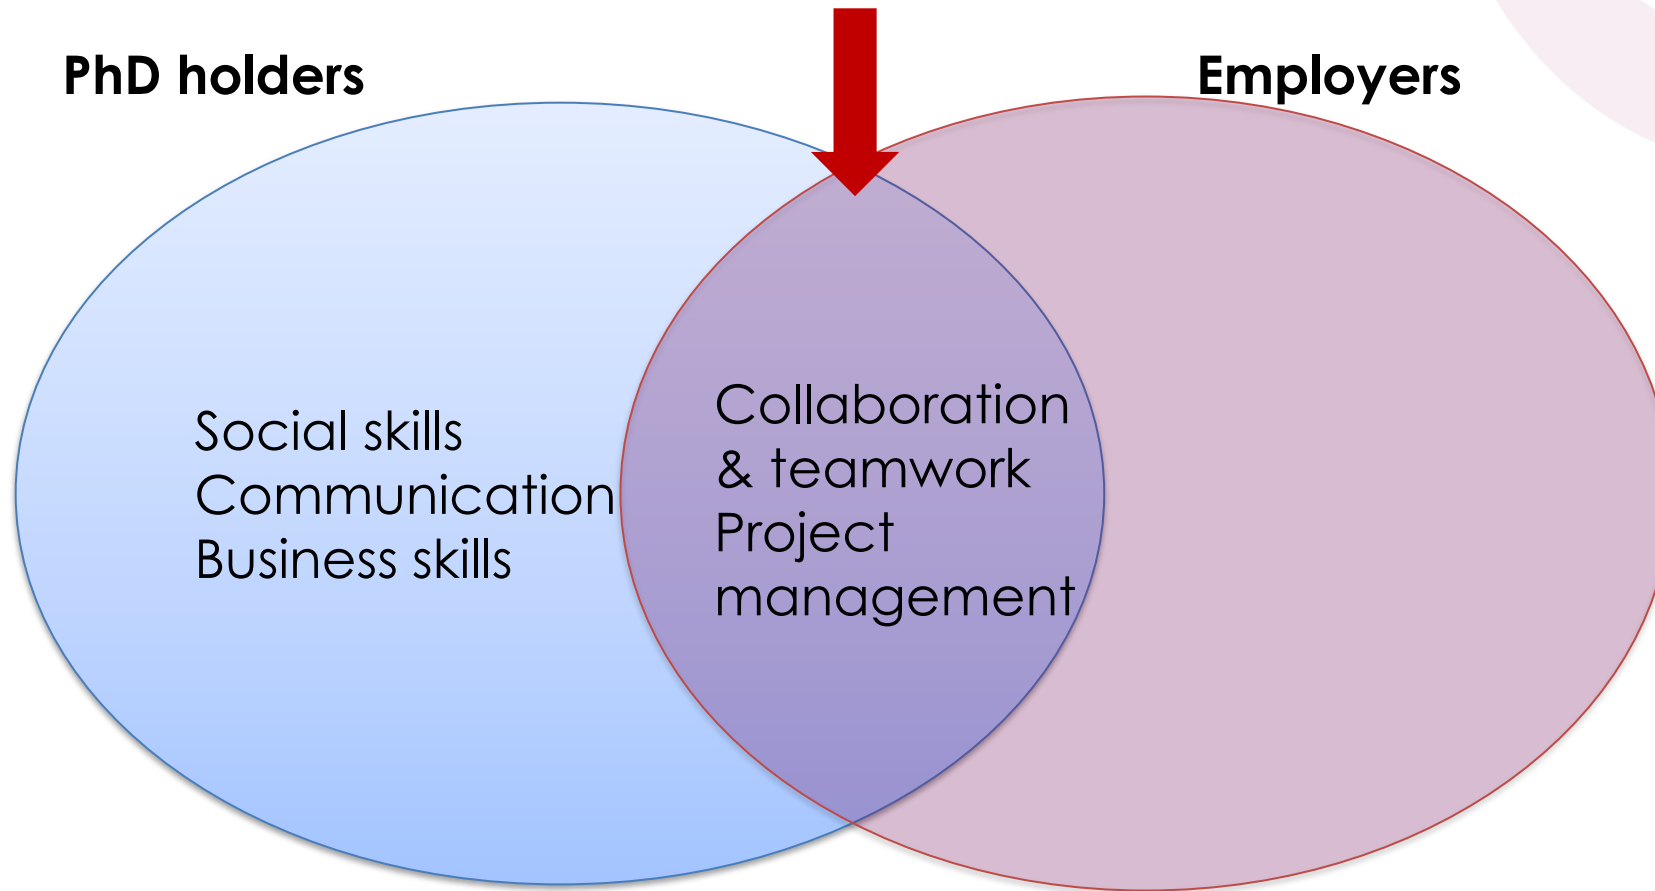 PhD holders
Employers
Social skills
Communication
Business skills
Collaboration
& teamwork
Project
management